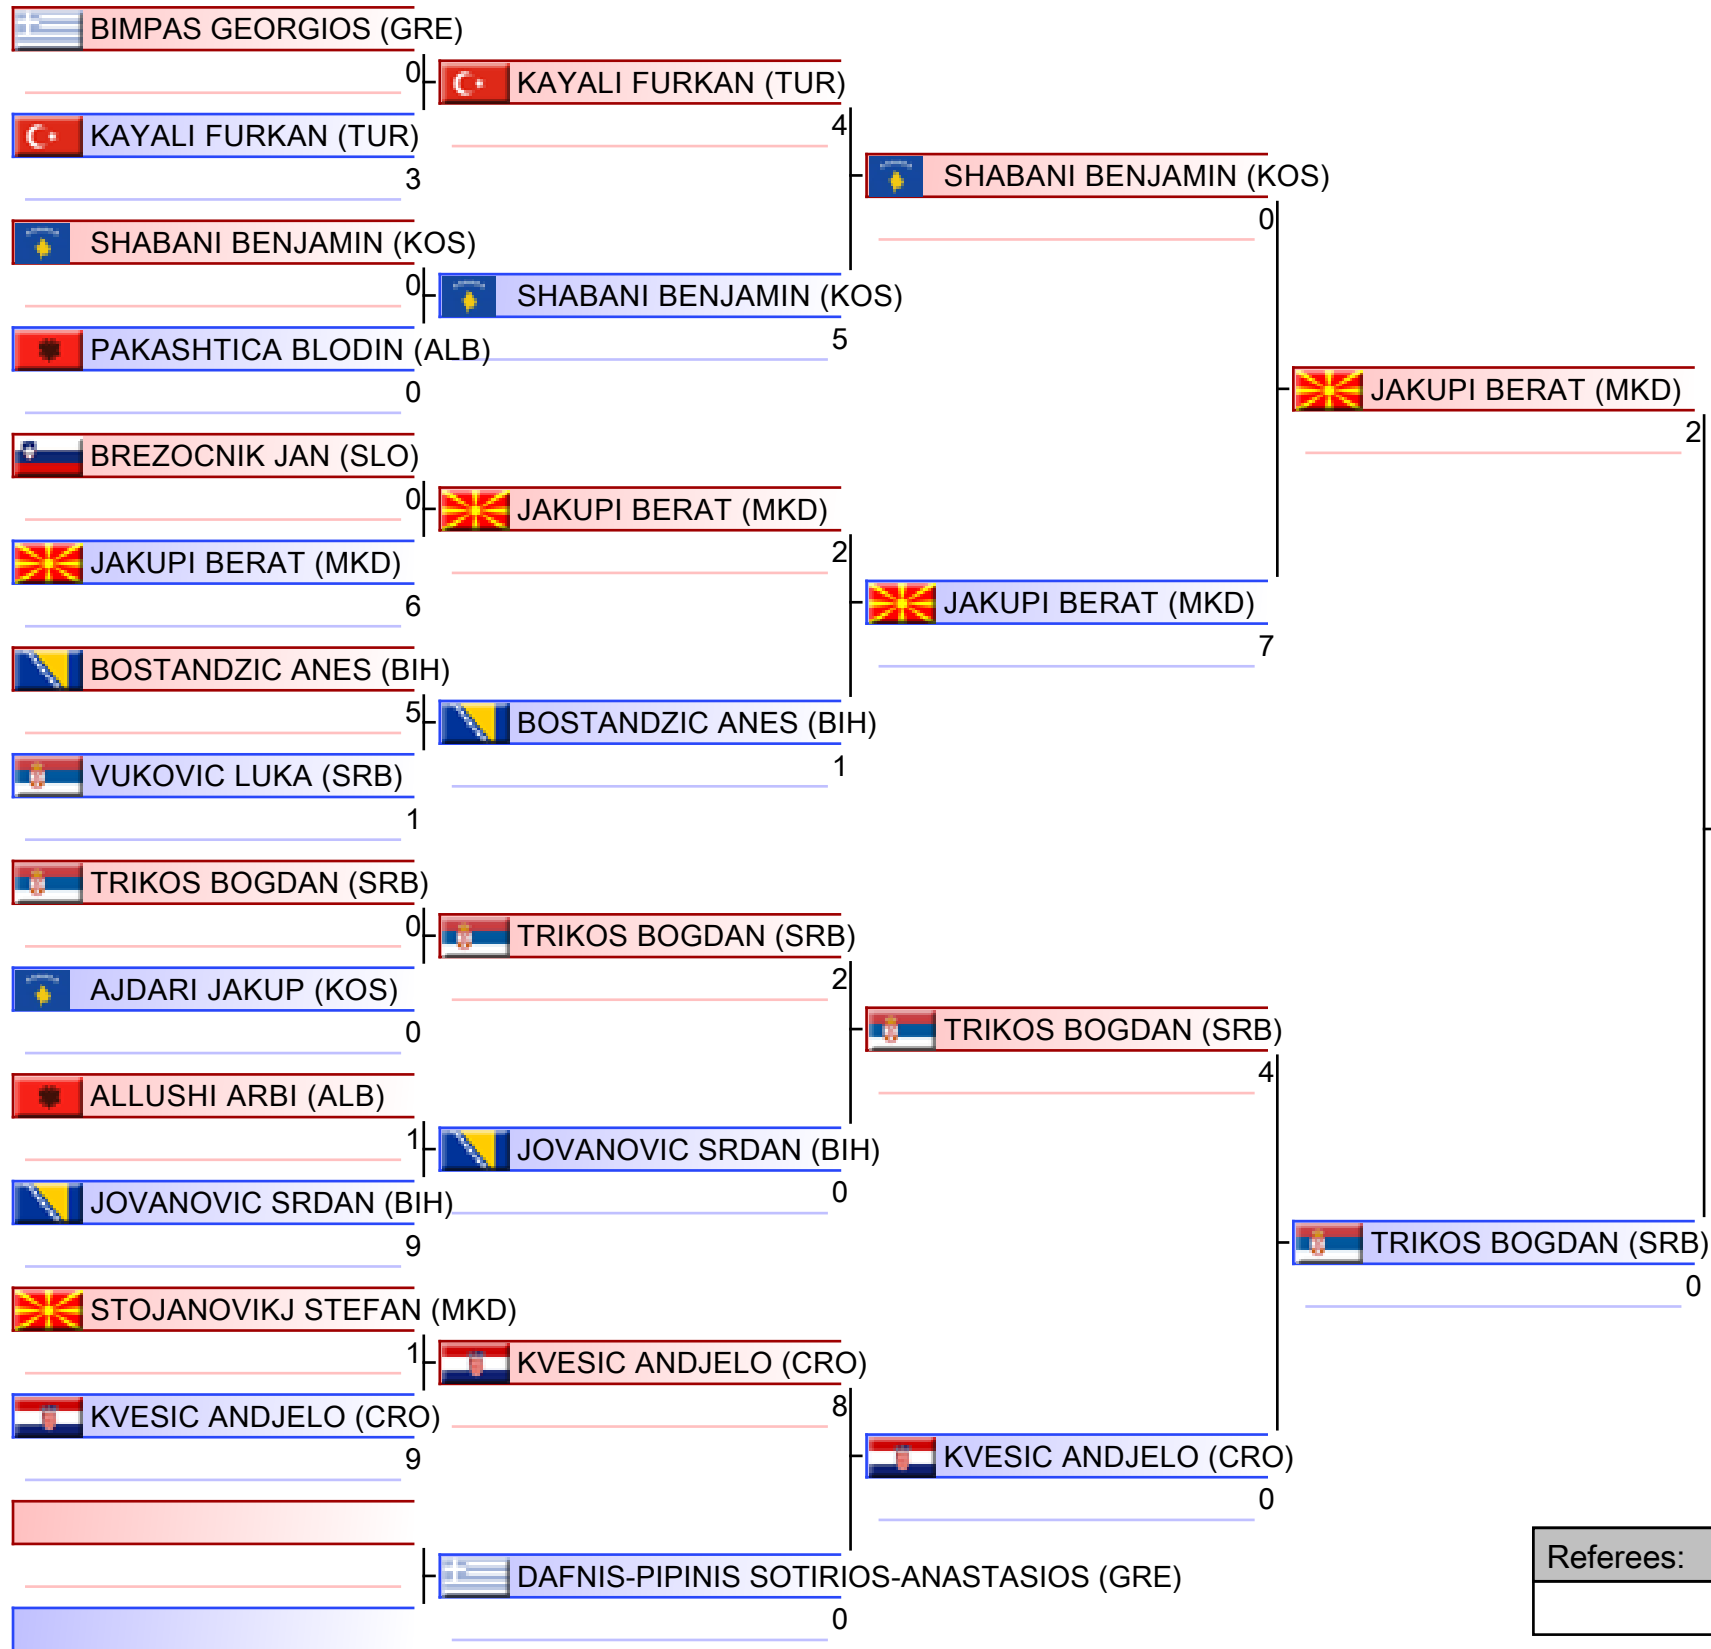 BIMPAS GEORGIOS (GRE)
0
KAYALI FURKAN (TUR)
3
SHABANI BENJAMIN (KOS)
0
PAKASHTICA BLODIN (ALB)
0
BREZOCNIK JAN (SLO)
0
JAKUPI BERAT (MKD)
6
BOSTANDZIC ANES (BIH)
5
VUKOVIC LUKA (SRB)
1
TRIKOS BOGDAN (SRB)
0
AJDARI JAKUP (KOS)
0
ALLUSHI ARBI (ALB)
1
JOVANOVIC SRDAN (BIH)
9
STOJANOVIKJ STEFAN (MKD)
1
KVESIC ANDJELO (CRO)
9
KAYALI FURKAN (TUR)
4
SHABANI BENJAMIN (KOS)
5
JAKUPI BERAT (MKD)
2
BOSTANDZIC ANES (BIH)
1
TRIKOS BOGDAN (SRB)
2
JOVANOVIC SRDAN (BIH)
0
KVESIC ANDJELO (CRO)
8
DAFNIS-PIPINIS SOTIRIOS-ANASTASIOS (GRE)
0
SHABANI BENJAMIN (KOS)
0
JAKUPI BERAT (MKD)
7
TRIKOS BOGDAN (SRB)
4
KVESIC ANDJELO (CRO)
0
JAKUPI BERAT (MKD)
2
TRIKOS BOGDAN (SRB)
0
Referees: